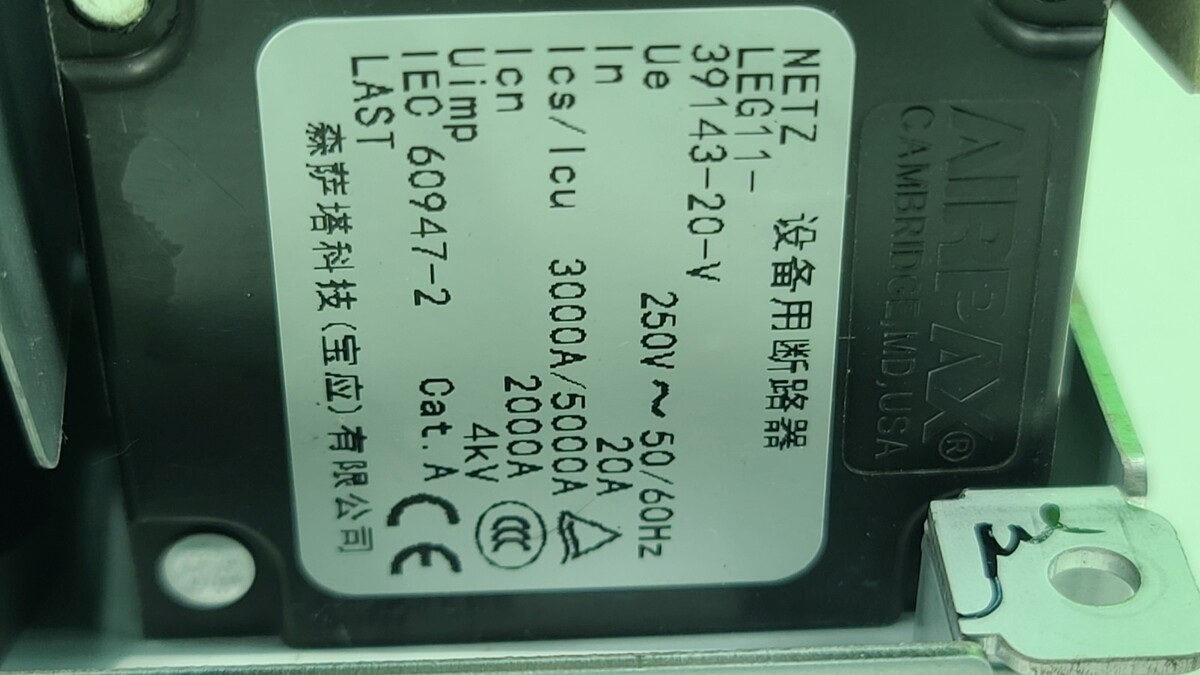 AIRPAX®
CAMBRIDGE, MD, USA
NETZ 设备用断路器
LEG11-
39143-20-V
Ue 250V~50/60Hz
In 20A
Ics/Icu 3000A/5000A
Icn 2000A
Uimp 4kV
IEC 60947-2 Cat.A
LAST
森萨塔科技(宝应)有限公司
CCC
CE